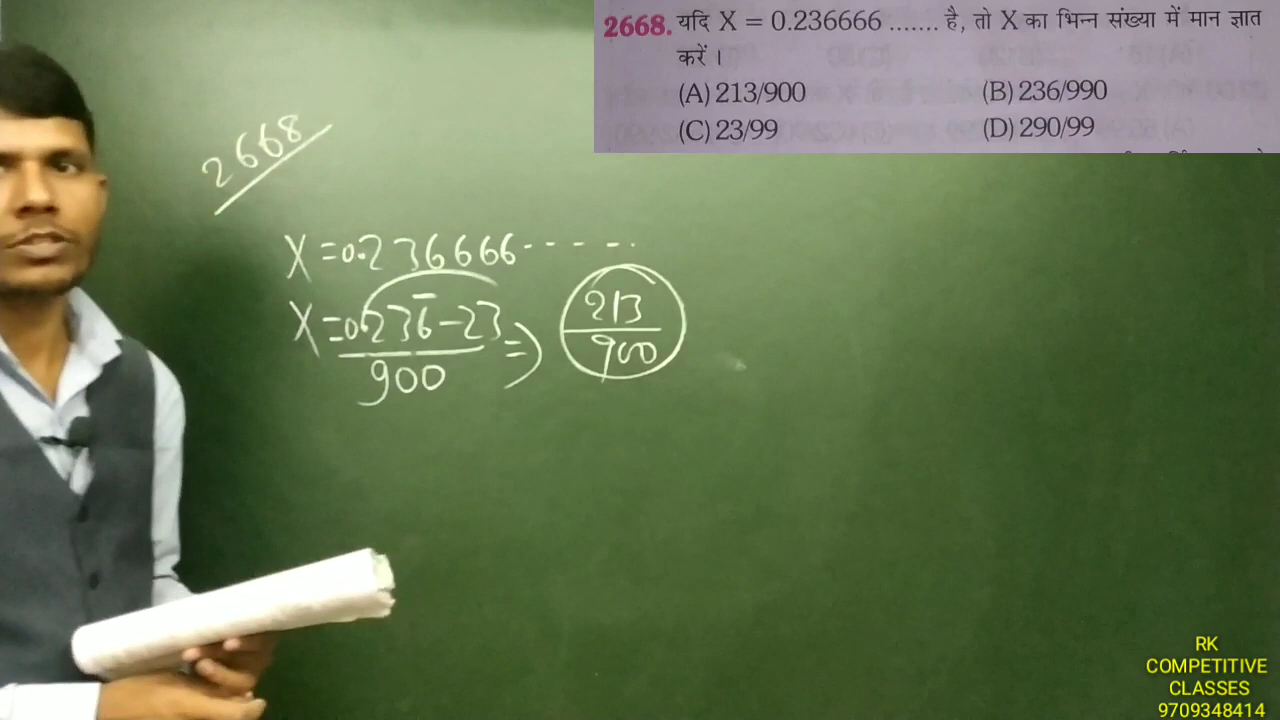 2668. यदि X = 0.236666 ....... है, तो X का भिन्न संख्या में मान ज्ञात
करें ।
(A) 213/900 (B) 236/990
(C) 23/99 (D) 290/99
2668
X = 0.236666 - - - - -
X = 0.236̅ - 23 / 900 ⇒ 213 / 900
RK
COMPETITIVE
CLASSES
9709348414